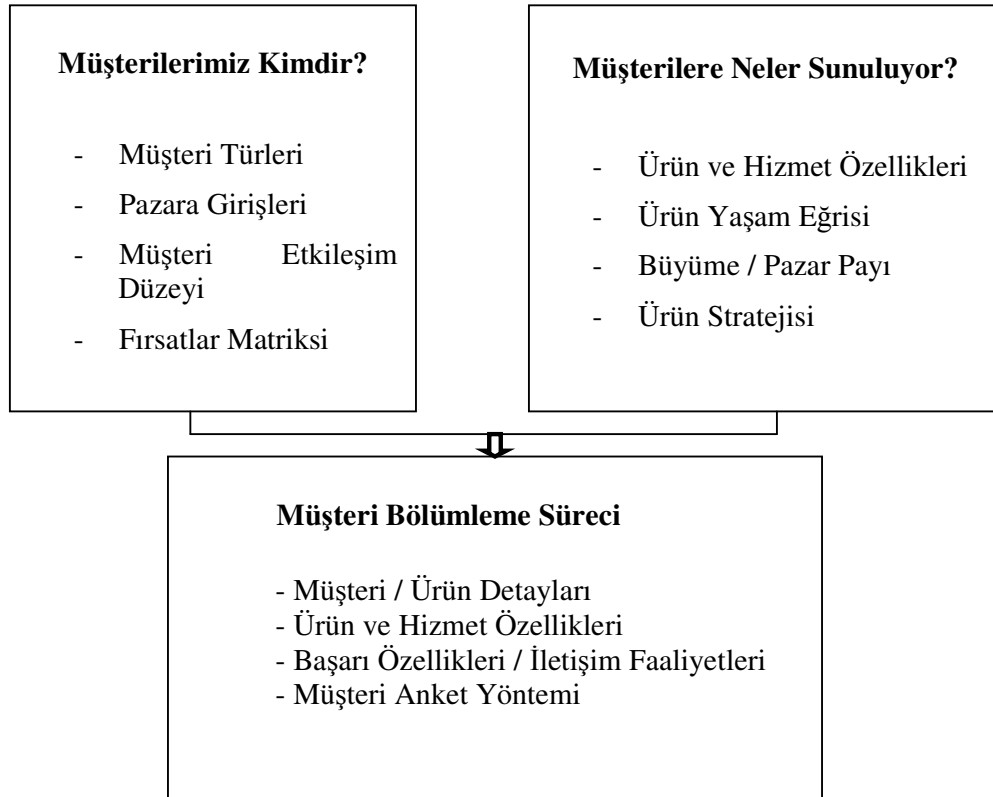 Müşterilerimiz Kimdir?
- Müşteri Türleri
- Pazara Girişleri
- Müşteri Etkileşim
Düzeyi
- Fırsatlar Matriksi
Müşterilere Neler Sunuluyor?
- Ürün ve Hizmet Özellikleri
- Ürün Yaşam Eğrisi
- Büyüme / Pazar Payı
- Ürün Stratejisi
Müşteri Bölümleme Süreci
- Müşteri / Ürün Detayları
- Ürün ve Hizmet Özellikleri
- Başarı Özellikleri / İletişim Faaliyetleri
- Müşteri Anket Yöntemi